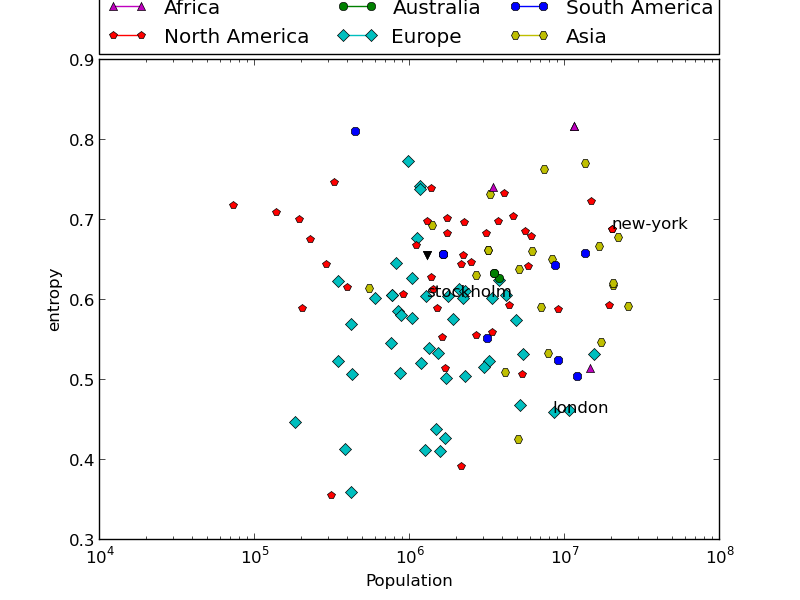 Africa Australia South America
North America Europe Asia
0.9
0.8
0.7
0.6
0.5
0.4
0.3
entropy
new-york
stockholm
london
10^4 10^5 10^6 10^7 10^8
Population